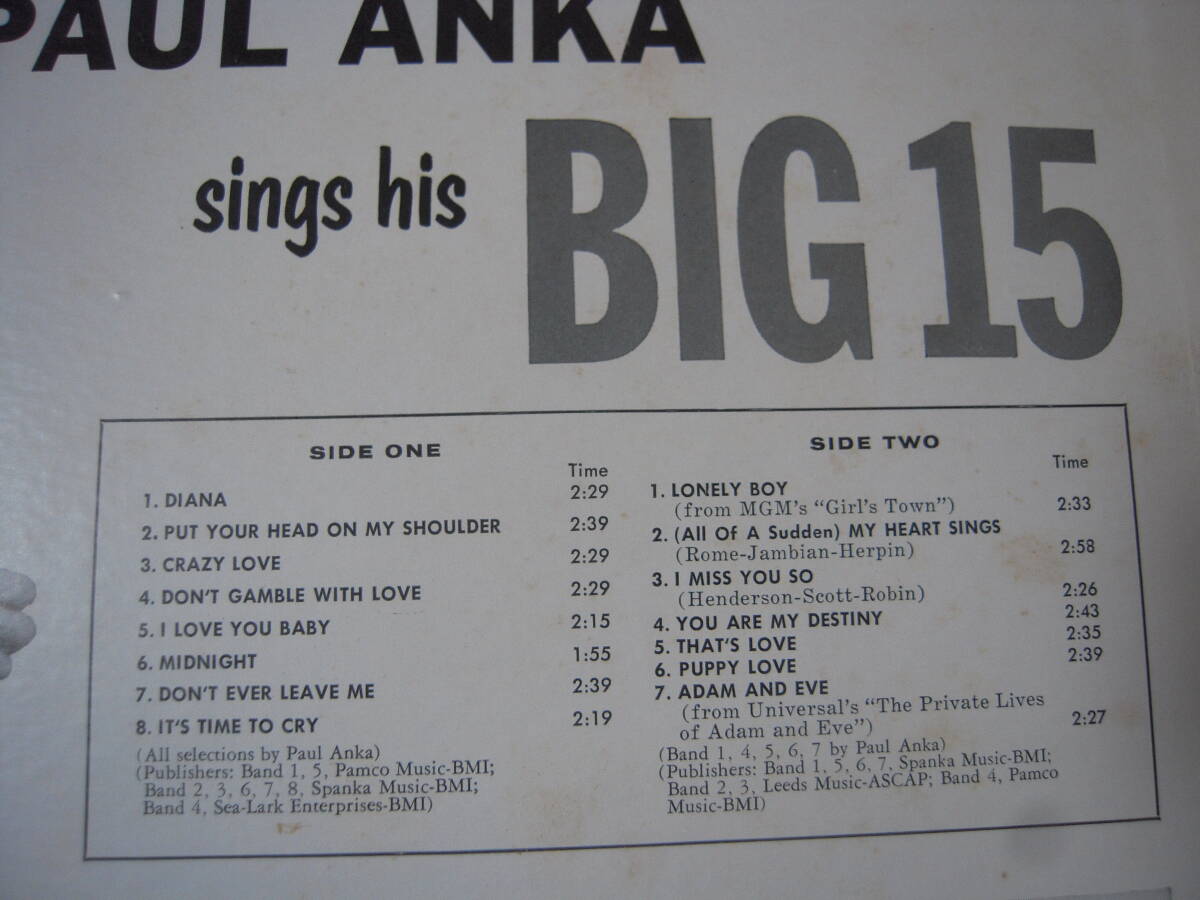 PAUL ANKA
sings his BIG 15
SIDE ONE
Time
1. DIANA 2:29
2. PUT YOUR HEAD ON MY SHOULDER 2:39
3. CRAZY LOVE 2:29
4. DON'T GAMBLE WITH LOVE 2:29
5. I LOVE YOU BABY 2:15
6. MIDNIGHT 1:55
7. DON'T EVER LEAVE ME 2:39
8. IT'S TIME TO CRY 2:19
(All selections by Paul Anka)
(Publishers: Band 1, 5, Pamco Music-BMI;
Band 2, 3, 6, 7, 8, Spanka Music-BMI;
Band 4, Sea-Lark Enterprises-BMI)
SIDE TWO
Time
1. LONELY BOY
(from MGM's "Girl's Town") 2:33
2. (All Of A Sudden) MY HEART SINGS
(Rome-Jambian-Herpin) 2:58
3. I MISS YOU SO
(Henderson-Scott-Robin) 2:26
4. YOU ARE MY DESTINY 2:43
5. THAT'S LOVE 2:35
6. PUPPY LOVE 2:39
7. ADAM AND EVE
(from Universal's "The Private Lives
of Adam and Eve") 2:27
(Band 1, 4, 5, 6, 7 by Paul Anka)
(Publishers: Band 1, 5, 6, 7, Spanka Music-BMI;
Band 2, 3, Leeds Music-ASCAP; Band 4, Pamco
Music-BMI)